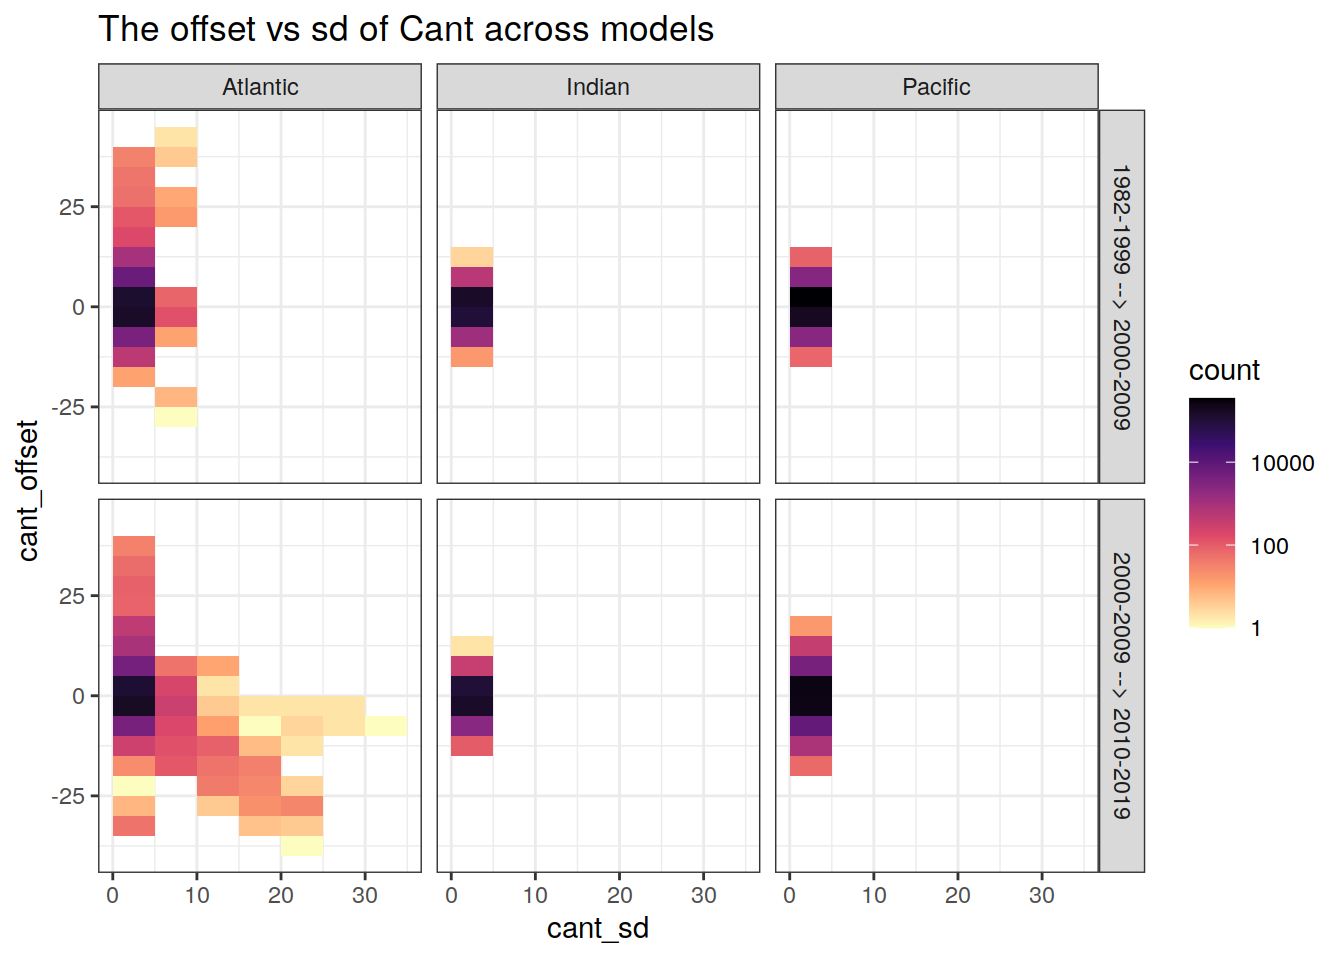 The offset vs sd of Cant across models
Atlantic
Indian
Pacific
25
0
-25
1982-1999 --> 2000-2009
25
0
-25
2000-2009 --> 2010-2019
0
10
20
30
0
10
20
30
0
10
20
30
cant_sd
cant_offset
count
10000
100
1